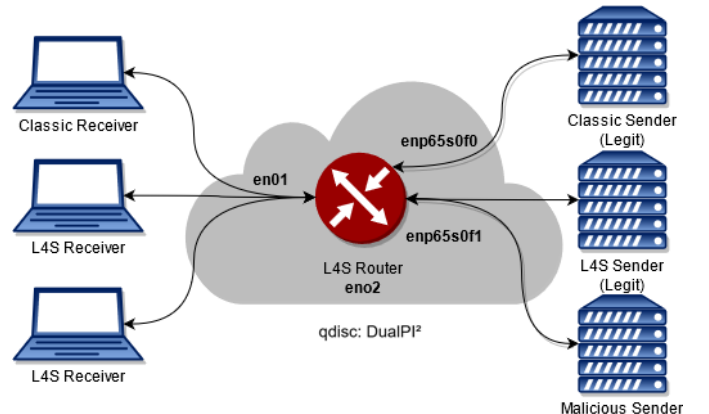 Classic Receiver
L4S Receiver
L4S Receiver
en01
enp65s0f0
enp65s0f1
L4S Router
eno2
qdisc: DualPI²
Classic Sender
(Legit)
L4S Sender
(Legit)
Malicious Sender